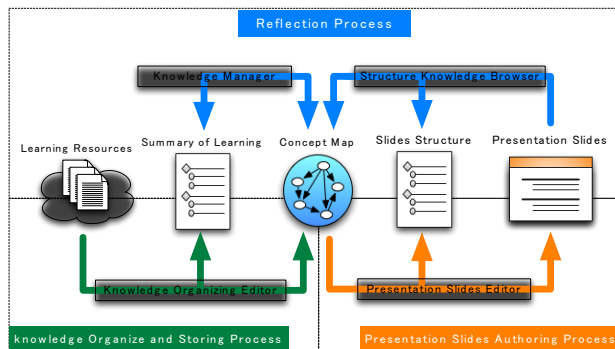 Reflection Process
Knowledge Manager
Structure Knowledge Browser
Learning Resources
Summary of Learning
Concept Map
Slides Structure
Presentation Slides
Knowledge Organizing Editor
Presentation Slides Editor
knowledge Organize and Storing Process
Presentation Slides Authoring Process